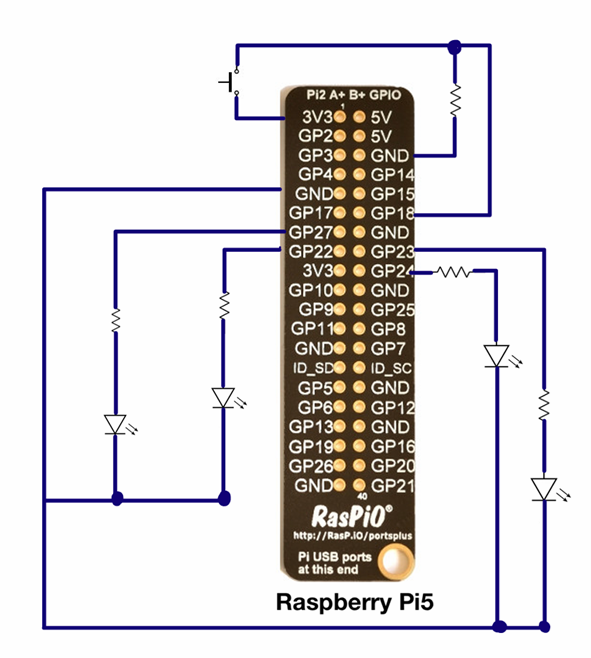 Pi2 A+ B+ GPIO
1
3V3 5V
GP2 5V
GP3 GND
GP4 GP14
GND GP15
GP17 GP18
GP27 GND
GP22 GP23
3V3 GP24
GP10 GND
GP9 GP25
GP11 GP8
GND GP7
ID_SD ID_SC
GP5 GND
GP6 GP12
GP13 GND
GP19 GP16
GP26 GP20
GND GP21
40
RasPiO®
http://RasP.iO/portsplus
Pi USB ports
at this end
Raspberry Pi5